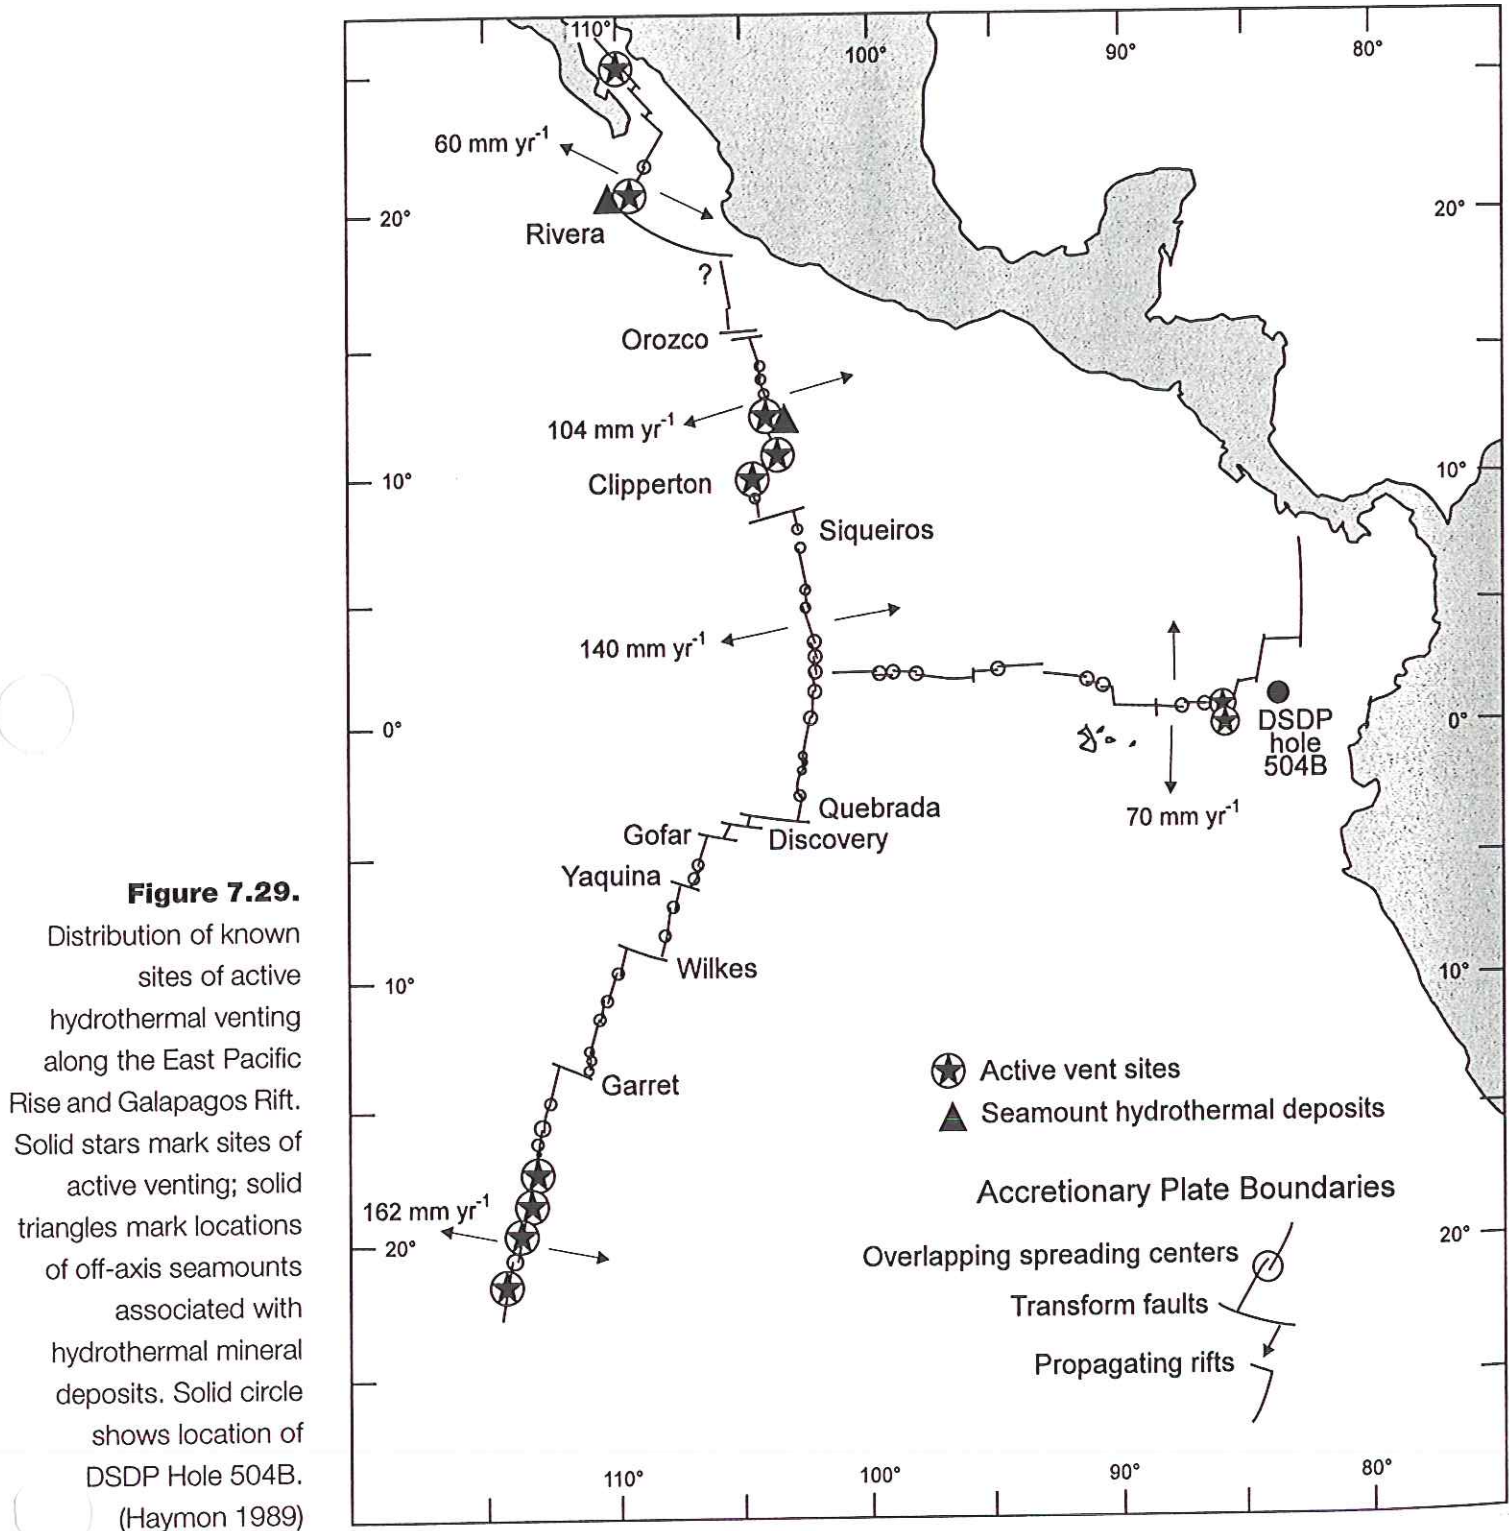 110°
100°
90°
80°
60 mm yr-1
20°
20°
Rivera
?
Orozco
104 mm yr-1
10°
Clipperton
10°
Siqueiros
140 mm yr-1
0°
0°
DSDP
hole
504B
70 mm yr-1
Quebrada
Gofar
Discovery
Yaquina
Wilkes
10°
10°
Garret
Active vent sites
Seamount hydrothermal deposits
Accretionary Plate Boundaries
162 mm yr-1
20°
20°
Overlapping spreading centers
Transform faults
Propagating rifts
110°
100°
90°
80°
Figure 7.29.
Distribution of known
sites of active
hydrothermal venting
along the East Pacific
Rise and Galapagos Rift.
Solid stars mark sites of
active venting; solid
triangles mark locations
of off-axis seamounts
associated with
hydrothermal mineral
deposits. Solid circle
shows location of
DSDP Hole 504B.
(Haymon 1989)